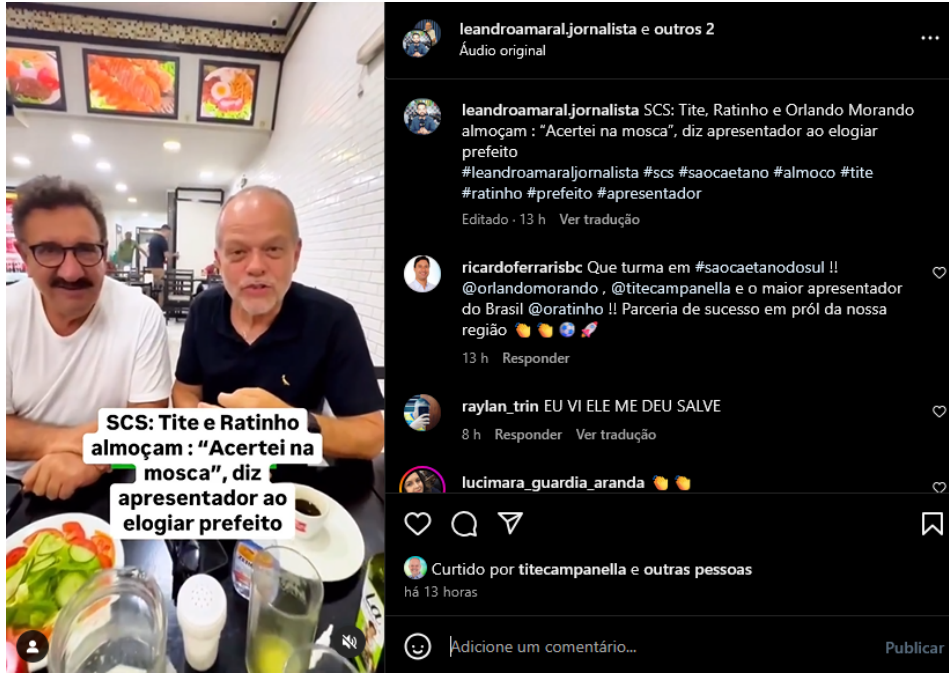 SCS: Tite e Ratinho
almoçam : “Acertei na
mosca”, diz
apresentador ao
elogiar prefeito
leandroamaral.jornalista e outros 2
Áudio original
leandroamaral.jornalista SCS: Tite, Ratinho e Orlando Morando
almoçam : “Acertei na mosca”, diz apresentador ao elogiar
prefeito
#leandroamaraljornalista #scs #saocaetano #almoco #tite
#ratinho #prefeito #apresentador
Editado · 13 h Ver tradução
ricardoferrarisbc Que turma em #saocaetanodosul !!
@orlandomorando , @titecampanella e o maior apresentador
do Brasil @oratinho !! Parceria de sucesso em pról da nossa
região 👏 👏 🌎 🚀
13 h Responder
raylan_trin EU VI ELE ME DEU SALVE
8 h Responder Ver tradução
lucimara_guardia_aranda 👏 👏
Curtido por titecampanella e outras pessoas
há 13 horas
Adicione um comentário...
Publicar